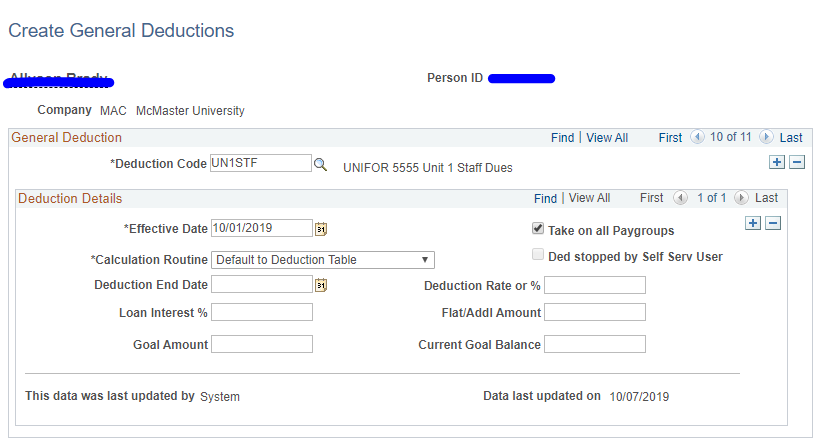 Create General Deductions
Person ID
Company MAC McMaster University
General Deduction Find | View All First 10 of 11 Last
*Deduction Code UN1STF UNIFOR 5555 Unit 1 Staff Dues
Deduction Details Find | View All First 1 of 1 Last
*Effective Date 10/01/2019 31 Take on all Paygroups
*Calculation Routine Default to Deduction Table Ded stopped by Self Serv User
Deduction End Date 31 Deduction Rate or %
Loan Interest % Flat/Addl Amount
Goal Amount Current Goal Balance
This data was last updated by System Data last updated on 10/07/2019